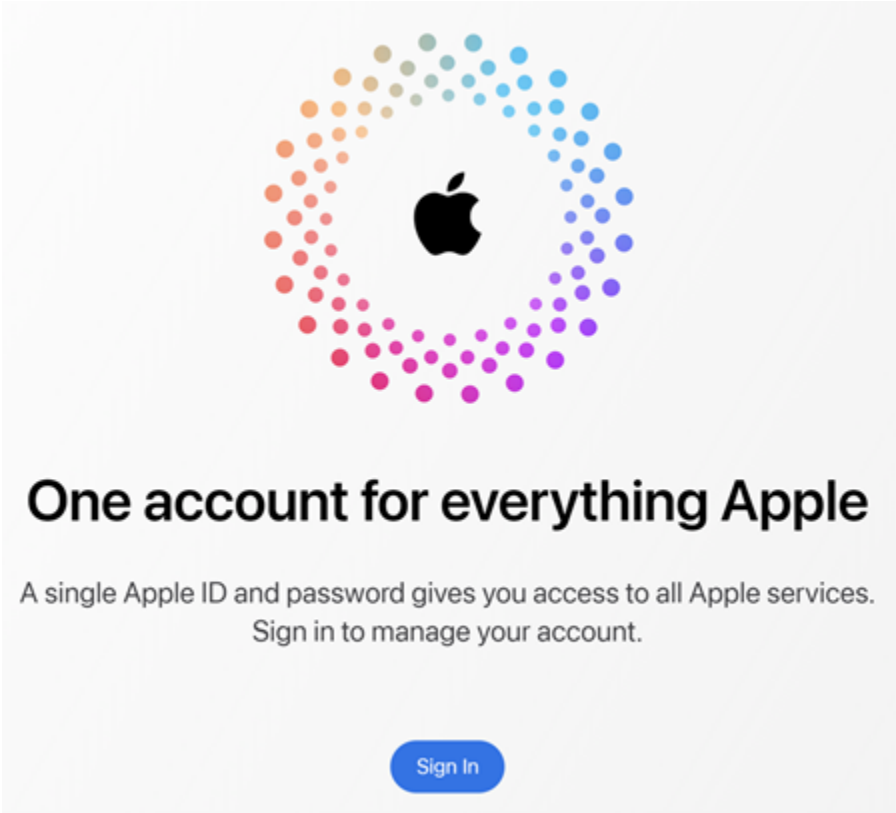 One account for everything Apple
A single Apple ID and password gives you access to all Apple services.
Sign in to manage your account.
Sign In